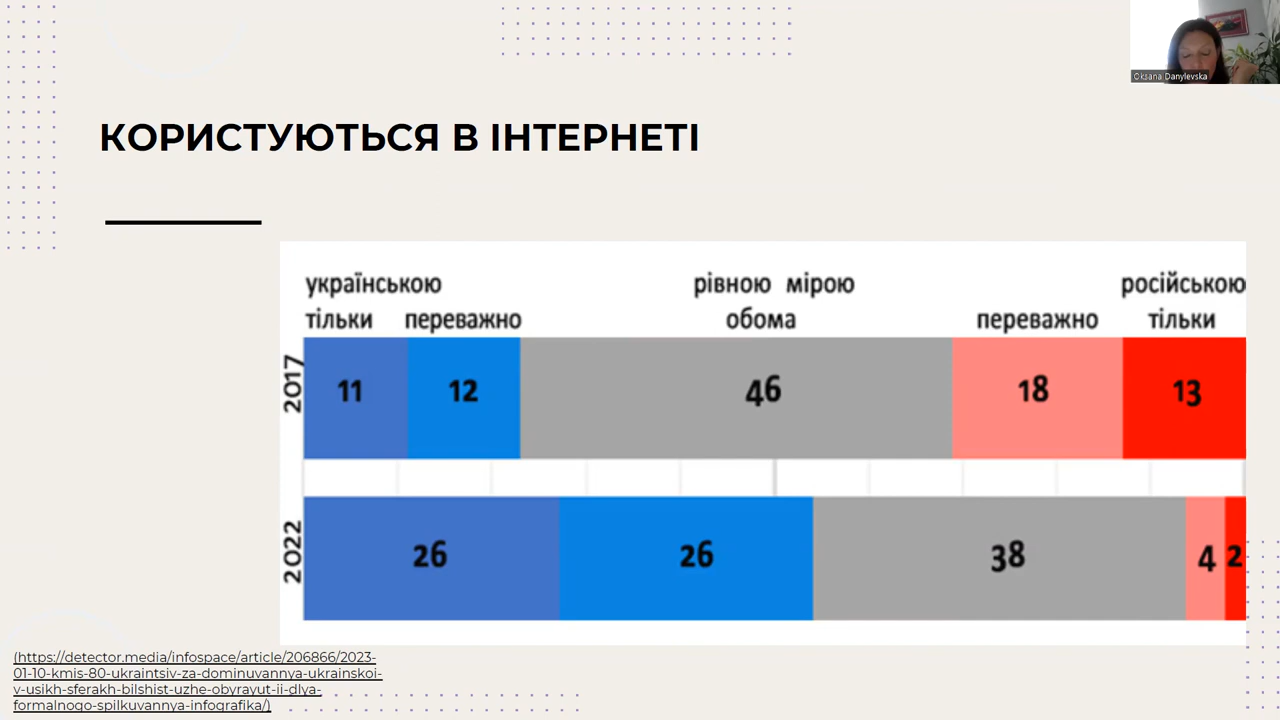 Oksana Danylevska
КОРИСТУЮТЬСЯ В ІНТЕРНЕТІ
українською рівною мірою російською
тільки переважно обома переважно тільки
2017 11 12 46 18 13
2022 26 26 38 4 2
(https://detector.media/infospace/article/206866/2023-
01-10-kmis-80-ukraintsiv-za-dominuvannya-ukrainskoi-
v-usikh-sferakh-bilshist-uzhe-obyrayut-ii-dlya-
formalnogo-spilkuvannya-infografika/)